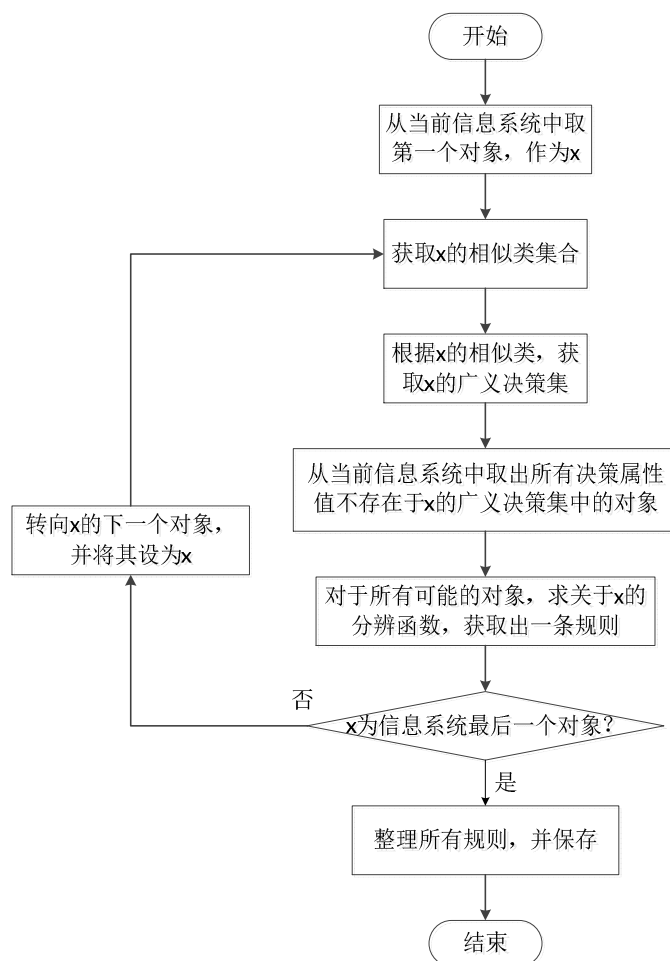 开始
从当前信息系统中取
第一个对象，作为x
获取x的相似类集合
根据x的相似类，获
取x的广义决策集
从当前信息系统中取出所有决策属性
值不存在于x的广义决策集中的对象
转向x的下一个对象，
并将其设为x
对于所有可能的对象，求关于x的
分辨函数，获取出一条规则
否
x为信息系统最后一个对象？
是
整理所有规则，并保存
结束